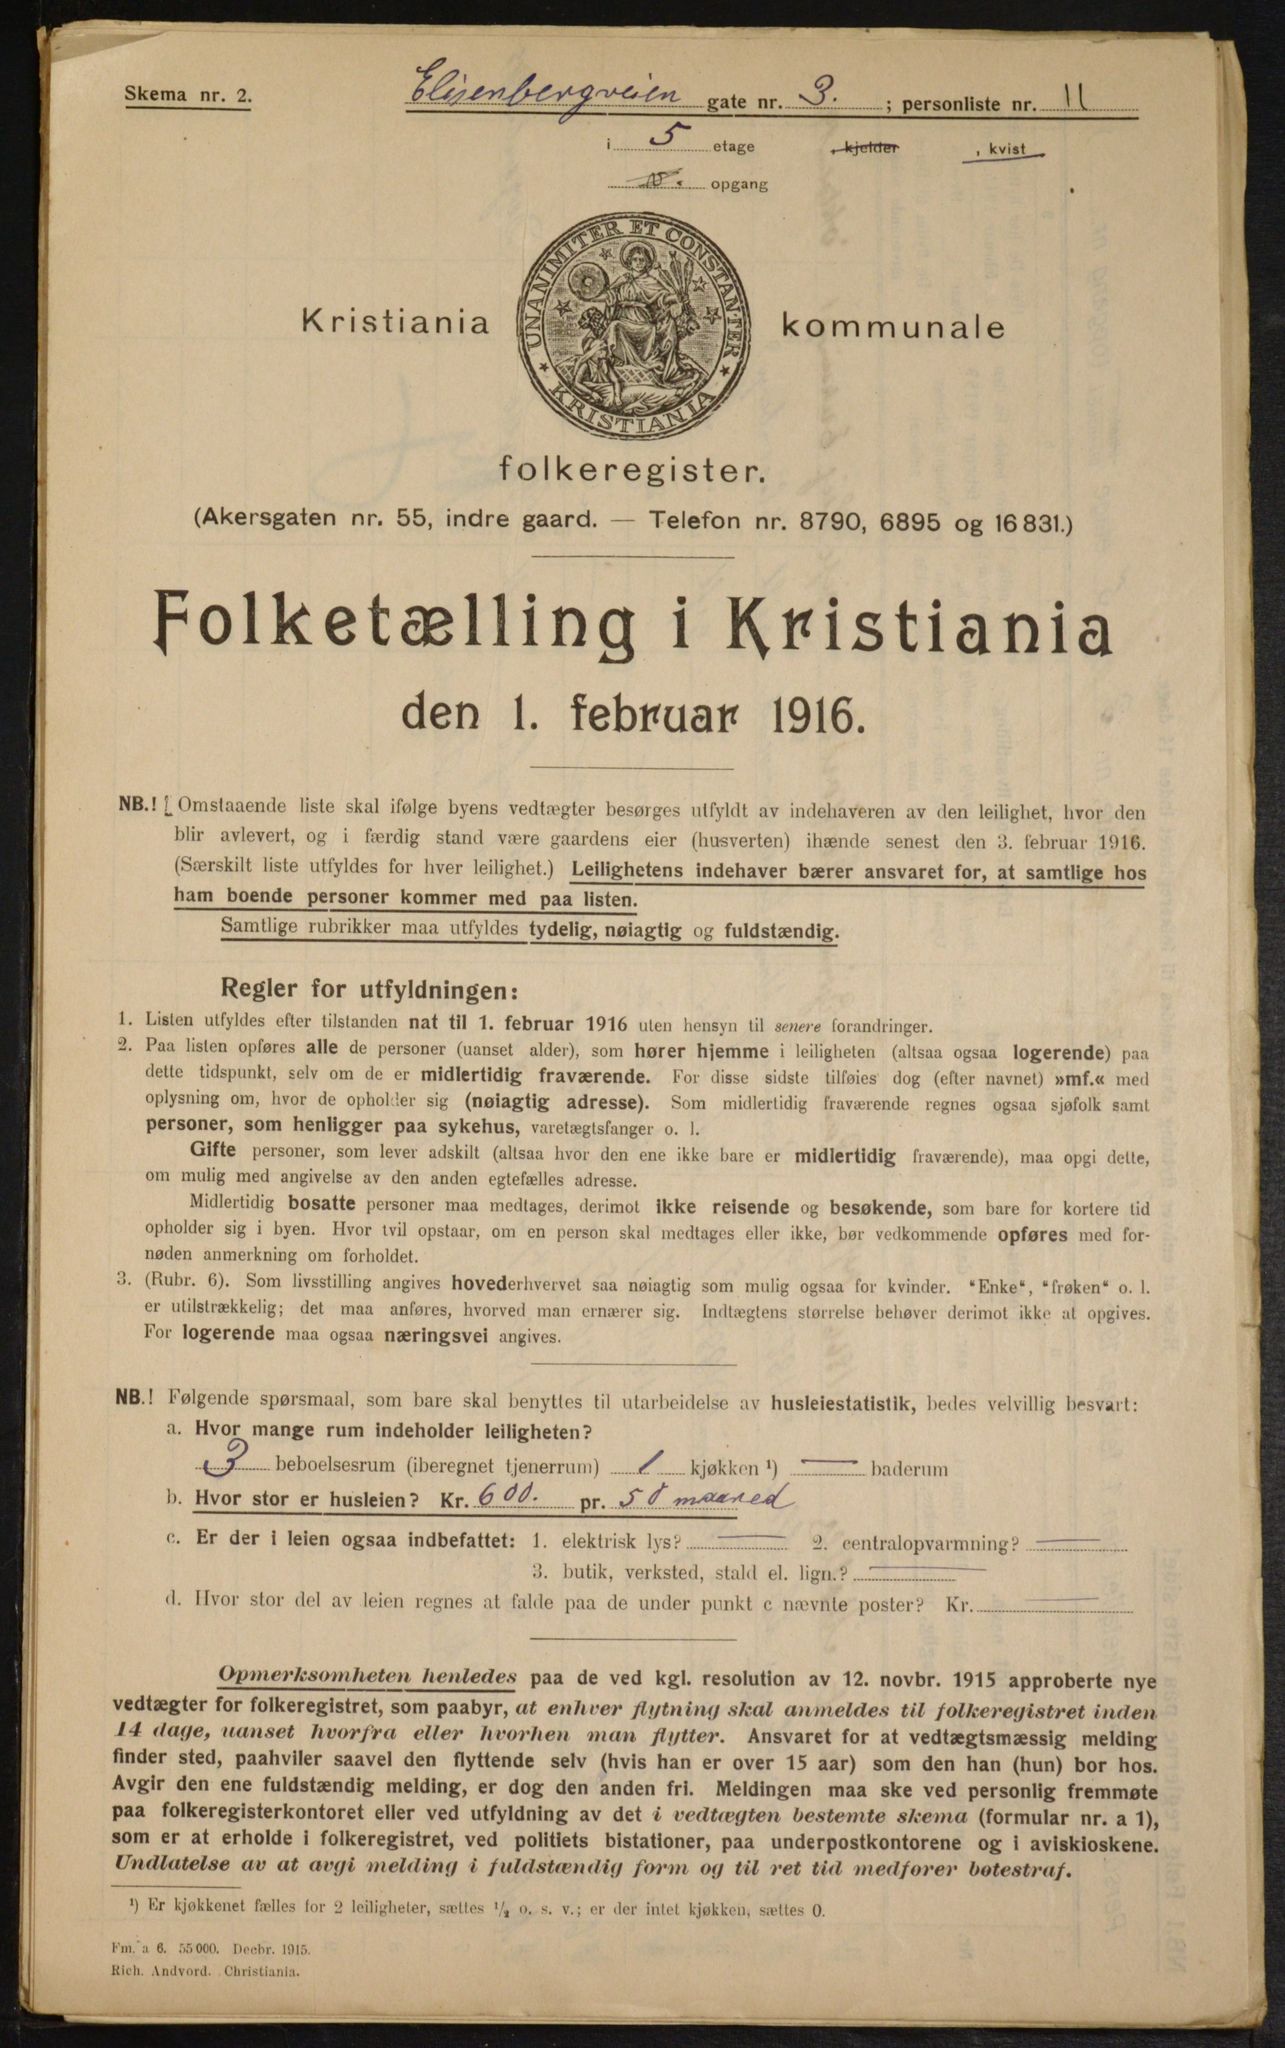 Skema nr. 2.
Elisenbergveien gate nr. 3. ; personliste nr. 11
i 5 etage , kjelder , kvist
v. opgang
UNANIMITER ET CONSTANTER
KRISTIANIA
Kristiania kommunale
folkeregister.
(Akersgaten nr. 55, indre gaard. — Telefon nr. 8790, 6895 og 16 831.)
Folketælling i Kristiania
den 1. februar 1916.
NB.! Omstaaende liste skal ifølge byens vedtægter besørges utfyldt av indehaveren av den leilighet, hvor den
blir avlevert, og i færdig stand være gaardens eier (husverten) ihænde senest den 3. februar 1916.
(Særskilt liste utfyldes for hver leilighet.) Leilighetens indehaver bærer ansvaret for, at samtlige hos
ham boende personer kommer med paa listen.
Samtlige rubrikker maa utfyldes tydelig, nøiagtig og fuldstændig.
Regler for utfyldningen:
1. Listen utfyldes efter tilstanden nat til 1. februar 1916 uten hensyn til senere forandringer.
2. Paa listen opføres alle de personer (uanset alder), som hører hjemme i leiligheten (altsaa ogsaa logerende) paa
dette tidspunkt, selv om de er midlertidig fraværende. For disse sidste tilføies dog (efter navnet) »mf.« med
oplysning om, hvor de opholder sig (nøiagtig adresse). Som midlertidig fraværende regnes ogsaa sjøfolk samt
personer, som henligger paa sykehus, varetægtsfanger o. l.
Gifte personer, som lever adskilt (altsaa hvor den ene ikke bare er midlertidig fraværende), maa opgi dette,
om mulig med angivelse av den anden egtefælles adresse.
Midlertidig bosatte personer maa medtages, derimot ikke reisende og besøkende, som bare for kortere tid
opholder sig i byen. Hvor tvil opstaar, om en person skal medtages eller ikke, bør vedkommende opføres med for-
nøden anmerkning om forholdet.
3. (Rubr. 6). Som livsstilling angives hovederhvervet saa nøiagtig som mulig ogsaa for kvinder. "Enke", "frøken" o. l.
er utilstrækkelig; det maa anføres, hvorved man ernærer sig. Indtægtens størrelse behøver derimot ikke at opgives.
For logerende maa ogsaa næringsvei angives.
NB.! Følgende spørsmaal, som bare skal benyttes til utarbeidelse av husleiestatistik, bedes velvillig besvart:
a. Hvor mange rum indeholder leiligheten?
3 beboelsesrum (iberegnet tjenerrum) 1 kjøkken ¹) — baderum
b. Hvor stor er husleien? Kr. 600. pr. 50 maaned
c. Er der i leien ogsaa indbefattet: 1. elektrisk lys? — 2. centralopvarmning? —
3. butik, verksted, stald el. lign.? —
d. Hvor stor del av leien regnes at falde paa de under punkt c nævnte poster? Kr. —
Opmerksomheten henledes paa de ved kgl. resolution av 12. novbr. 1915 approberte nye
vedtægter for folkeregistret, som paabyr, at enhver flytning skal anmeldes til folkeregistret inden
14 dage, uanset hvorfra eller hvorhen man flytter. Ansvaret for at vedtægtsmæssig melding
finder sted, paahviler saavel den flyttende selv (hvis han er over 15 aar) som den han (hun) bor hos.
Avgir den ene fuldstændig melding, er dog den anden fri. Meldingen maa ske ved personlig fremmøte
paa folkeregisterkontoret eller ved utfyldning av det i vedtægten bestemte skema (formular nr. a 1),
som er at erholde i folkeregistret, ved politiets bistationer, paa underpostkontorene og i aviskioskene.
Undlatelse av at avgi melding i fuldstændig form og til ret tid medfører bøtestraf.
¹) Er kjøkkenet fælles for 2 leiligheter, sættes ½ o. s. v.; er der intet kjøkken, sættes 0.
Fm. a 6. 55 000. Decbr. 1915.
Rich. Andvord. Christiania.